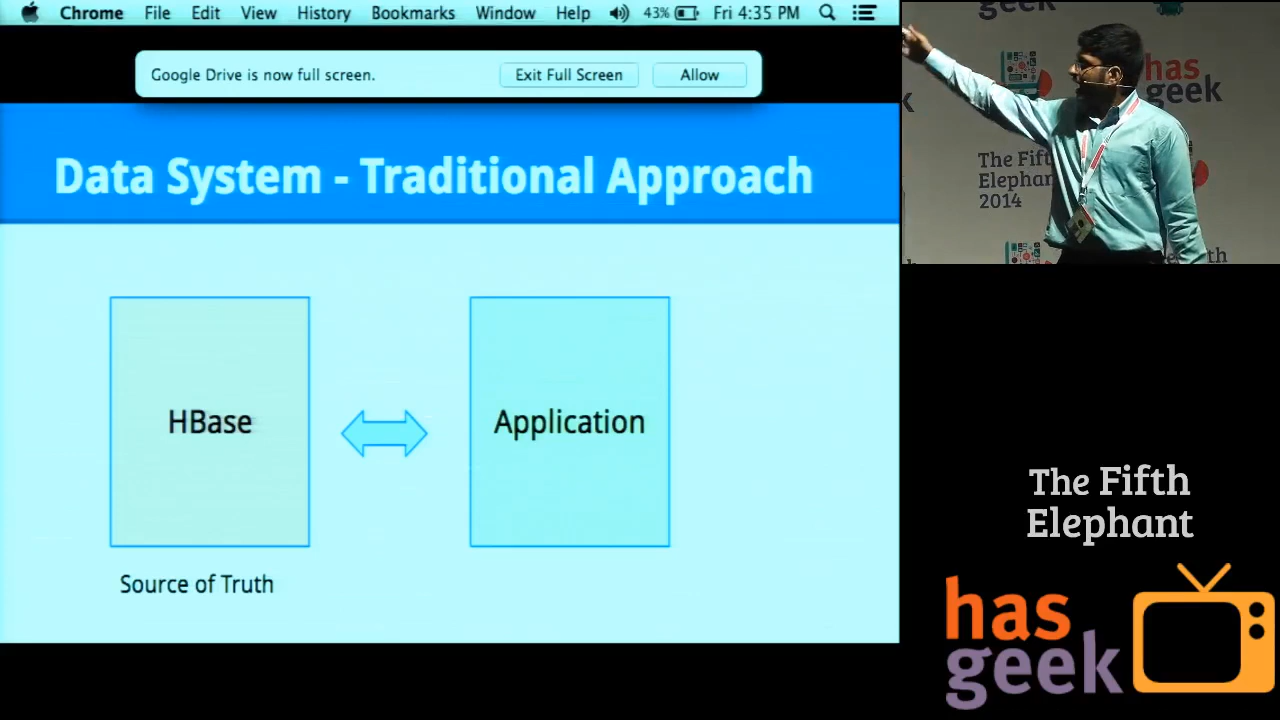 Chrome File Edit View History Bookmarks Window Help 43% Fri 4:35 PM
Google Drive is now full screen. Exit Full Screen Allow
Data System - Traditional Approach
HBase
Application
Source of Truth
has
geek
The Fifth
Elephant
2014
The Fifth
Elephant
has
geek